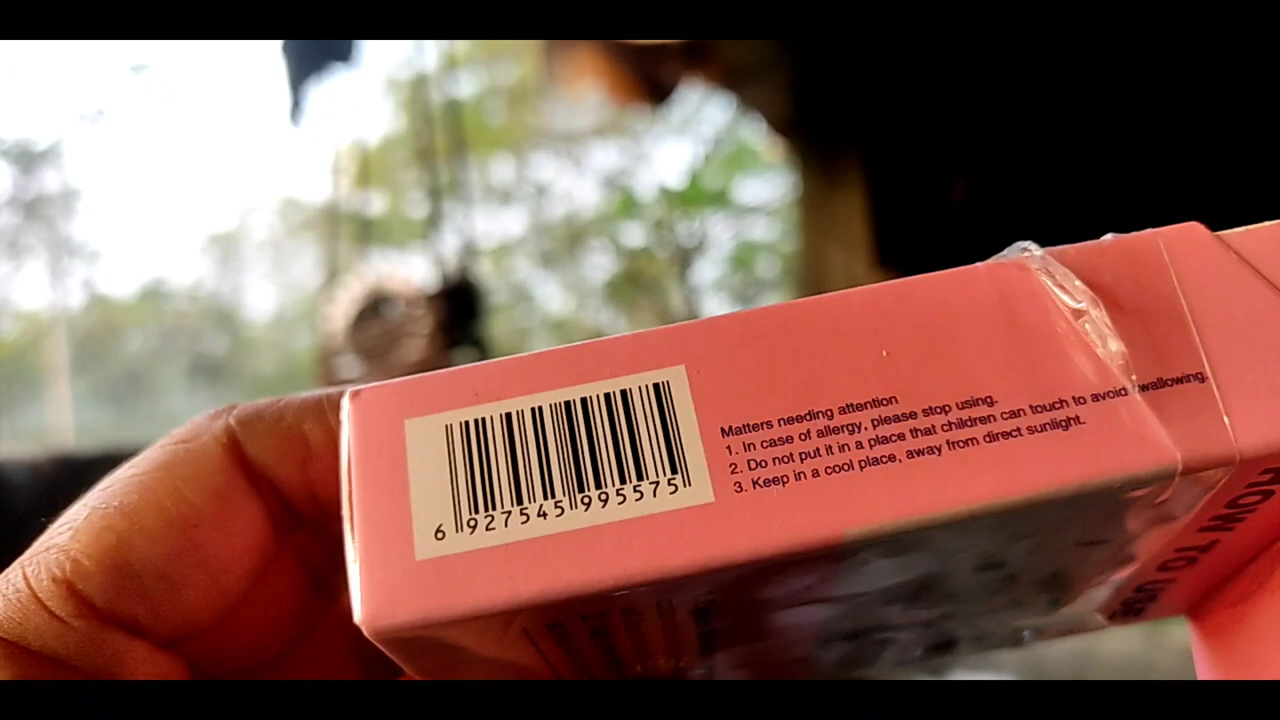 Matters needing attention
1. In case of allergy, please stop using.
2. Do not put it in a place that children can touch to avoid swallowing.
3. Keep in a cool place, away from direct sunlight.
6 927545 995575
HOW TO USE